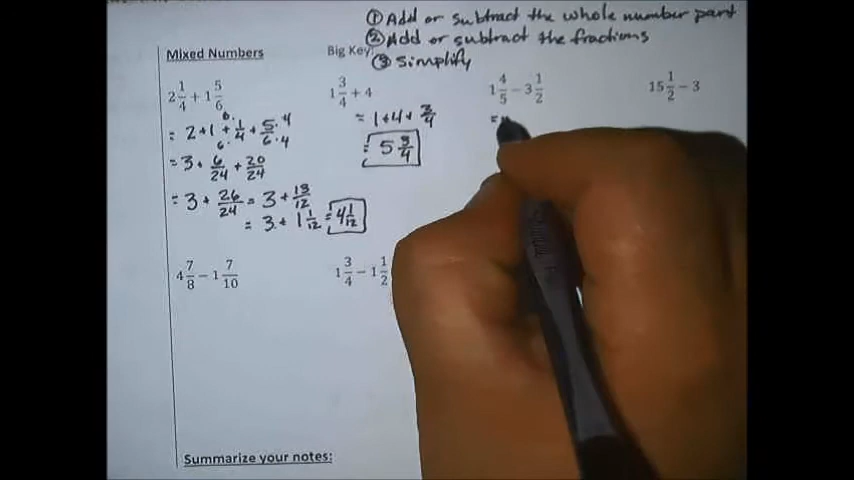 ① Add or subtract the whole number part
② Add or subtract the fractions
③ Simplify
Mixed Numbers
Big Key:
2 1/4 + 1 5/6
= 2 + 1 + 6·1/6·4 + 5·4/6·4
= 3 + 6/24 + 20/24
= 3 + 26/24 = 3 + 13/12
= 3 + 1 1/12 = 4 1/12
1 3/4 + 4
= 1 + 4 + 3/4
= 5 3/4
1 4/5 − 3 1/2
=
15 1/2 − 3
4 7/8 − 1 7/10
1 3/4 − 1 1/2
Summarize your notes: